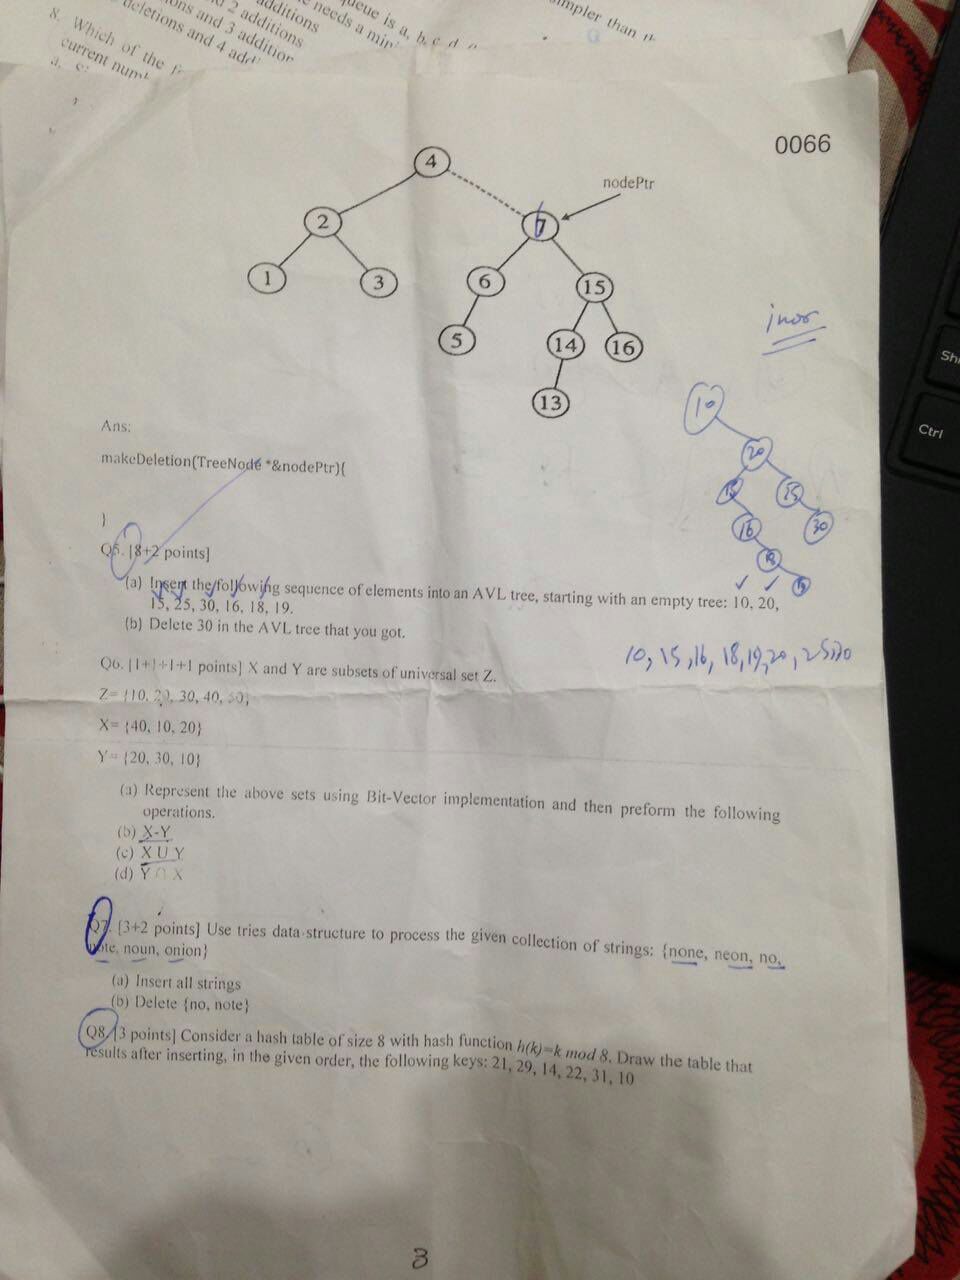 ueue is a, b, c, d,
simpler than
additions
e needs a
2 additions
ons and 3 addition
deletions and 4
8. Which of the
current
a.
0066
4
nodePtr
2
7
1
3
6
15
5
14
16
13
inor
10
20
15
25
16
30
18
19
Ans:
makeDeletion(TreeNode *&nodePtr){
}
Q5. [8+2 points]
(a) Insert the following sequence of elements into an AVL tree, starting with an empty tree: 10, 20,
15, 25, 30, 16, 18, 19.
(b) Delete 30 in the AVL tree that you got.
10, 15, 16, 18, 19, 20, 25, 30
Q6. [1+1+1+1 points] X and Y are subsets of universal set Z.
Z= {10, 20, 30, 40, 50}
X= {40, 10, 20}
Y= {20, 30, 10}
(a) Represent the above sets using Bit-Vector implementation and then preform the following
operations.
(b) X-Y
(c) X U Y
(d) Y ∩ X
Q7. [3+2 points] Use tries data structure to process the given collection of strings: {none, neon, no,
note, noun, onion}
(a) Insert all strings
(b) Delete {no, note}
Q8. [3 points] Consider a hash table of size 8 with hash function h(k)=k mod 8. Draw the table that
results after inserting, in the given order, the following keys: 21, 29, 14, 22, 31, 10
3
Ctrl